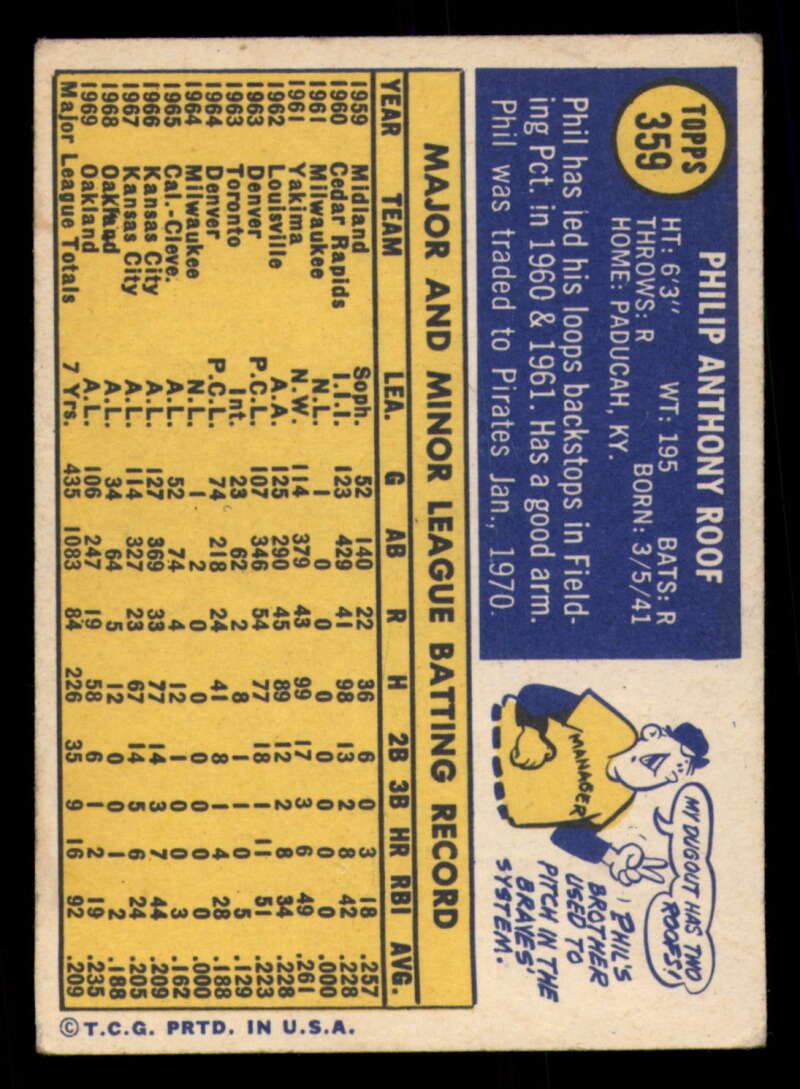 TOPPS
359
PHILIP ANTHONY ROOF
HT: 6'3" WT: 195 BATS: R
THROWS: R BORN: 3/5/41
HOME: PADUCAH, KY.
Phil has led his loops backstops in Field-
ing Pct. in 1960 & 1961. Has a good arm.
Phil was traded to Pirates Jan., 1970.
MY DUGOUT HAS TWO
ROOFS!
MANAGER
PHIL'S
BROTHER
USED TO
PITCH IN THE
BRAVES'
SYSTEM.
MAJOR AND MINOR LEAGUE BATTING RECORD
YEAR TEAM LEA. G AB R H 2B 3B HR RBI AVG.
1959 Midland Soph. 52 140 22 36 6 0 3 18 .257
1960 Cedar Rapids I.I.I. 123 429 41 98 13 2 8 42 .228
1961 Milwaukee N.L. 1 0 0 0 0 0 0 0 .000
1961 Yakima N.W. 114 379 43 99 17 3 6 49 .261
1962 Louisville A.A. 125 290 45 89 12 2 8 34 .228
1963 Denver P.C.L. 107 346 54 77 18 1 11 51 .223
1963 Toronto Int. 23 62 2 8 1 1 0 5 .129
1964 Denver P.C.L. 74 218 24 41 8 1 4 28 .188
1964 Milwaukee N.L. 1 2 0 0 0 0 0 0 .000
1965 Cal.-Cleve. A.L. 52 74 4 12 1 0 0 3 .162
1966 Kansas City A.L. 127 369 33 77 14 3 7 44 .209
1967 Kansas City A.L. 114 327 23 67 14 5 6 24 .205
1968 Oakland A.L. 34 64 5 12 0 0 1 2 .188
1969 Oakland A.L. 106 247 19 58 6 1 2 19 .235
Major League Totals 7 Yrs. 435 1083 84 226 35 9 16 92 .209
© T.C.G. PRTD. IN U.S.A.